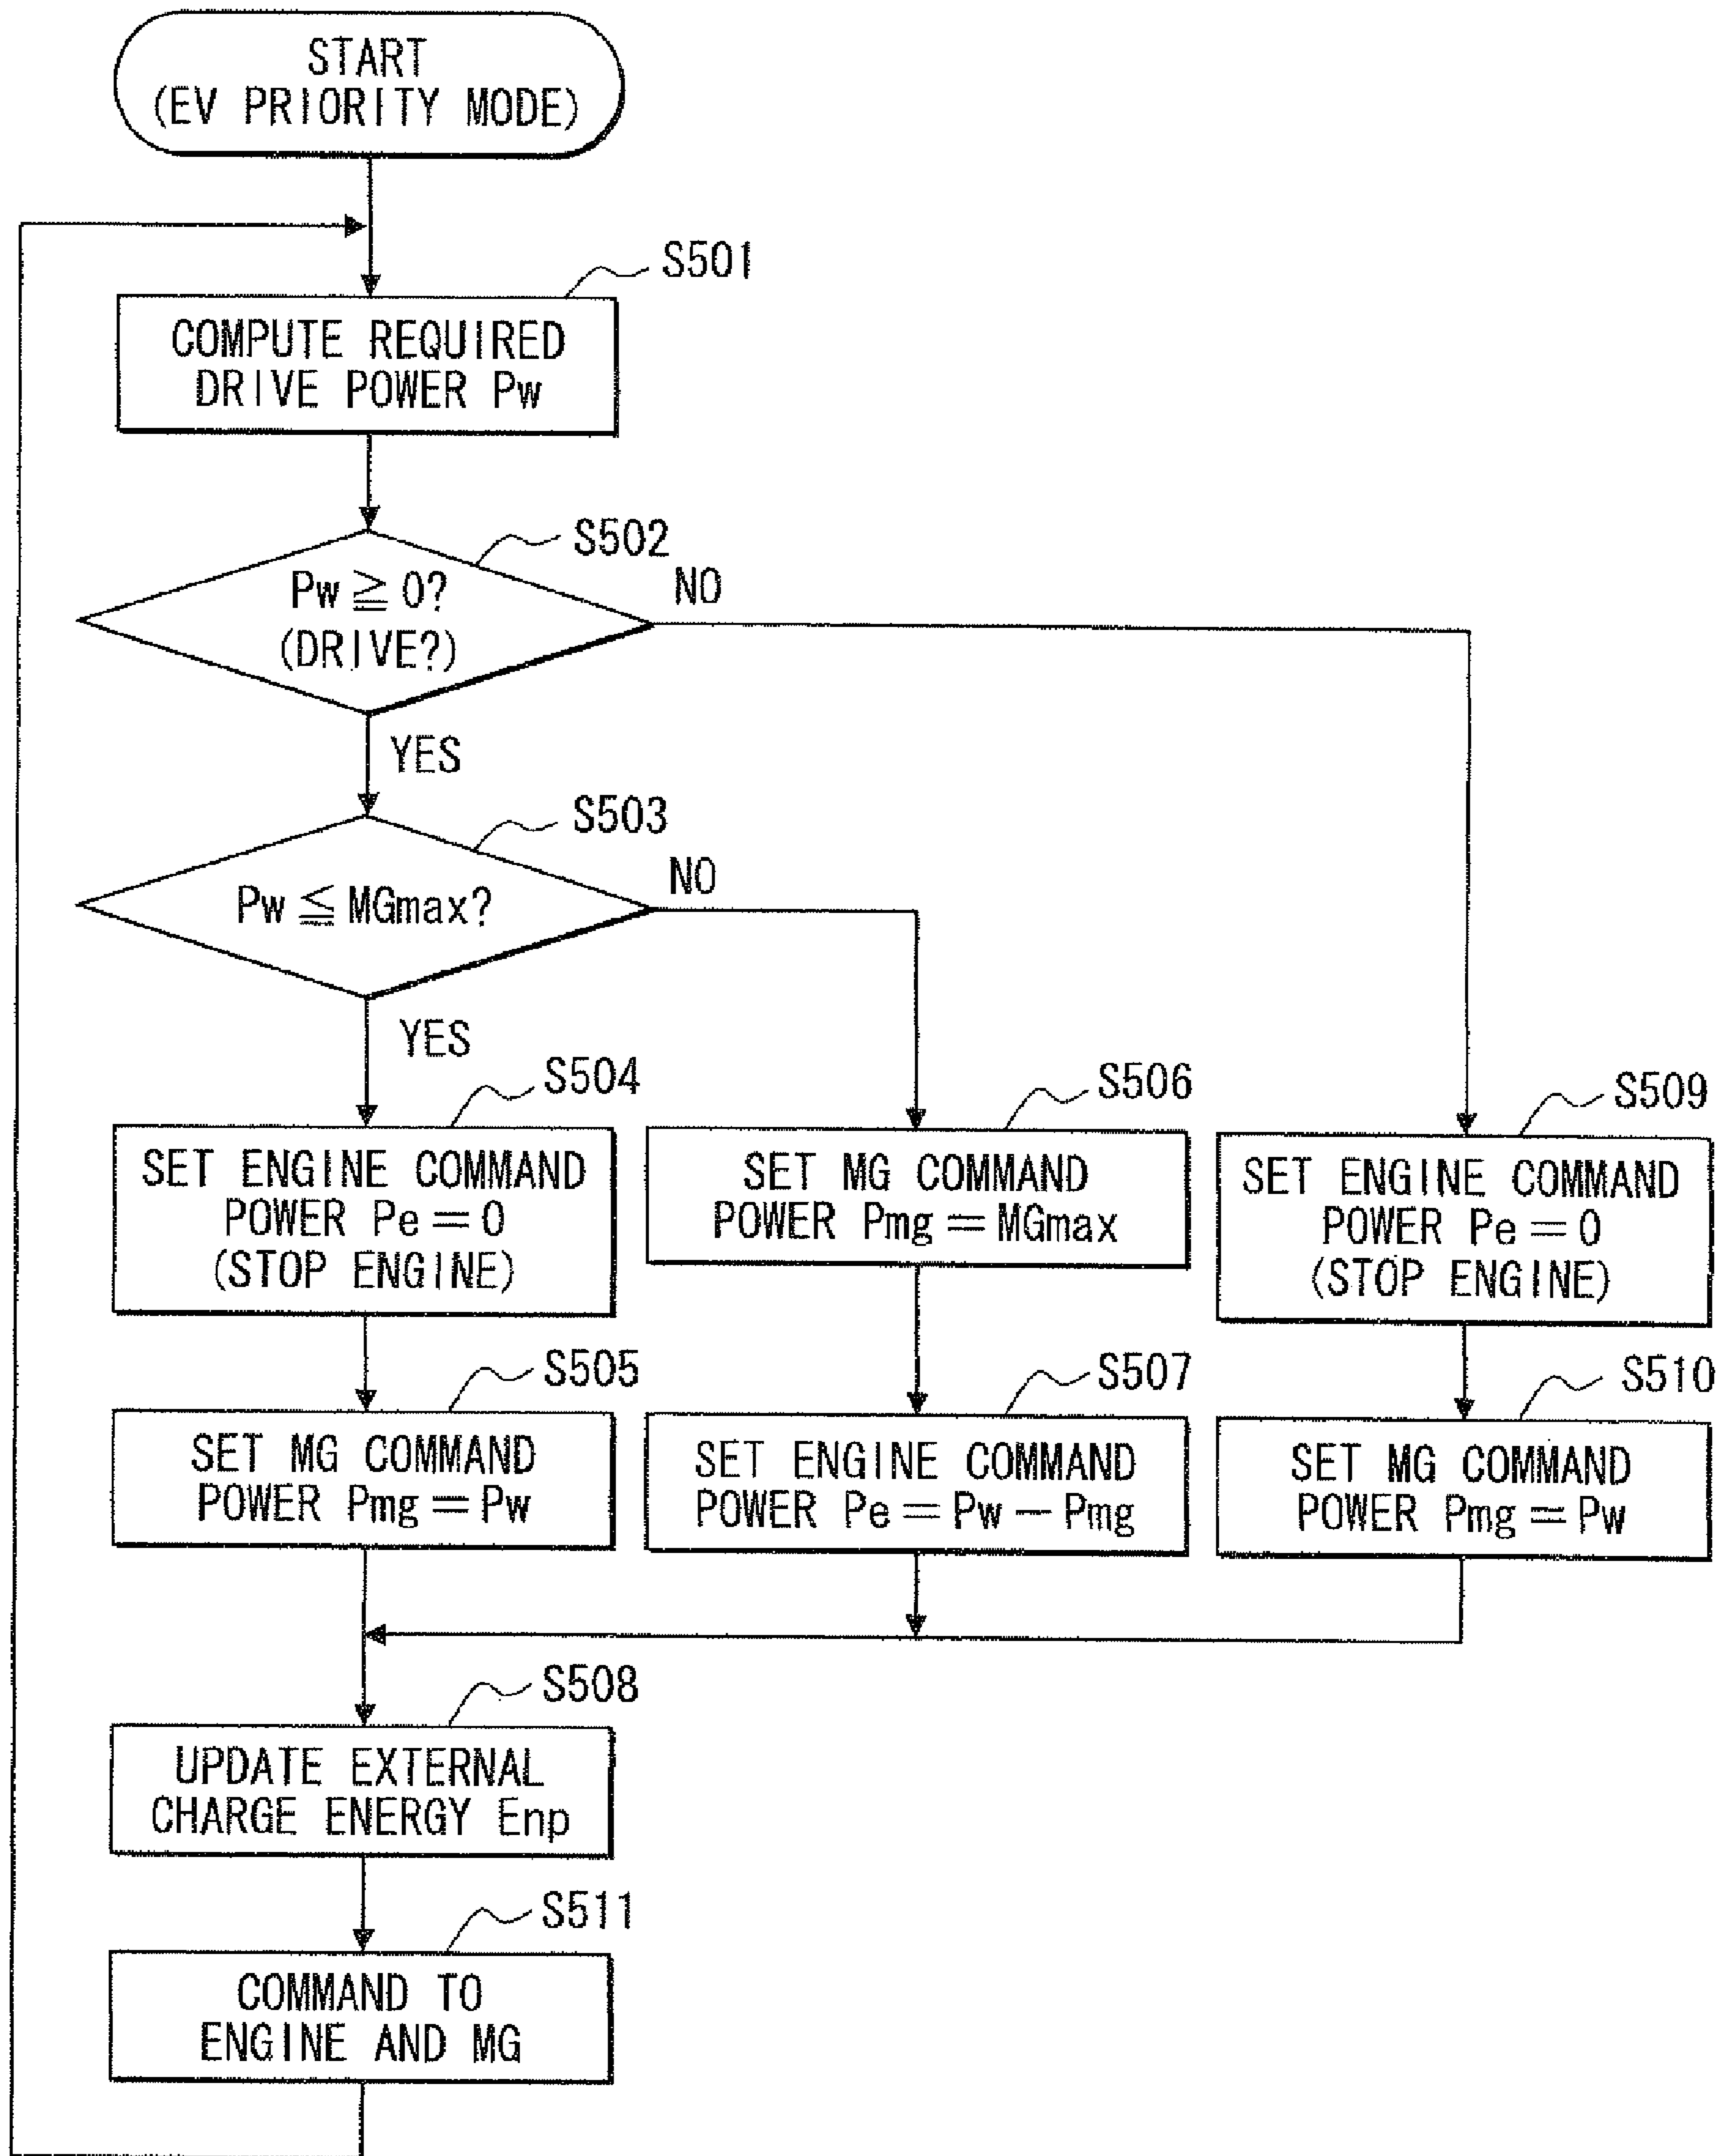 START
(EV PRIORITY MODE)
S501
COMPUTE REQUIRED
DRIVE POWER Pw
S502
Pw ≧ 0?
(DRIVE?)
NO
YES
S503
Pw ≦ MGmax?
NO
YES
S504
SET ENGINE COMMAND
POWER Pe = 0
(STOP ENGINE)
S506
SET MG COMMAND
POWER Pmg = MGmax
S509
SET ENGINE COMMAND
POWER Pe = 0
(STOP ENGINE)
S505
SET MG COMMAND
POWER Pmg = Pw
S507
SET ENGINE COMMAND
POWER Pe = Pw − Pmg
S510
SET MG COMMAND
POWER Pmg = Pw
S508
UPDATE EXTERNAL
CHARGE ENERGY Enp
S511
COMMAND TO
ENGINE AND MG